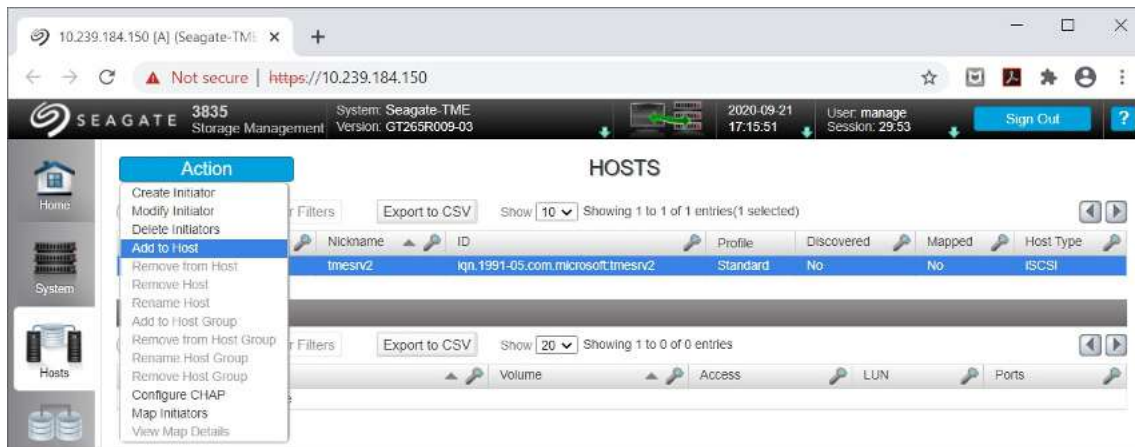 10.239.184.150 [A] (Seagate-TME
Not secure | https://10.239.184.150
SEAGATE 3835 Storage Management
System: Seagate-TME
Version: GT265R009-03
2020-09-21
17:15:51
User: manage
Session: 29:53
Sign Out
?
Home
System
Hosts
Action
HOSTS
Create Initiator
Modify Initiator
Delete Initiators
Add to Host
Remove from Host
Remove Host
Rename Host
Add to Host Group
Remove from Host Group
Rename Host Group
Remove Host Group
Configure CHAP
Map Initiators
View Map Details
Filters Export to CSV Show 10 Showing 1 to 1 of 1 entries(1 selected)
Nickname ID Profile Discovered Mapped Host Type
tmesrv2 iqn.1991-05.com.microsoft:tmesrv2 Standard No No ISCSI
Filters Export to CSV Show 20 Showing 1 to 0 of 0 entries
Volume Access LUN Ports